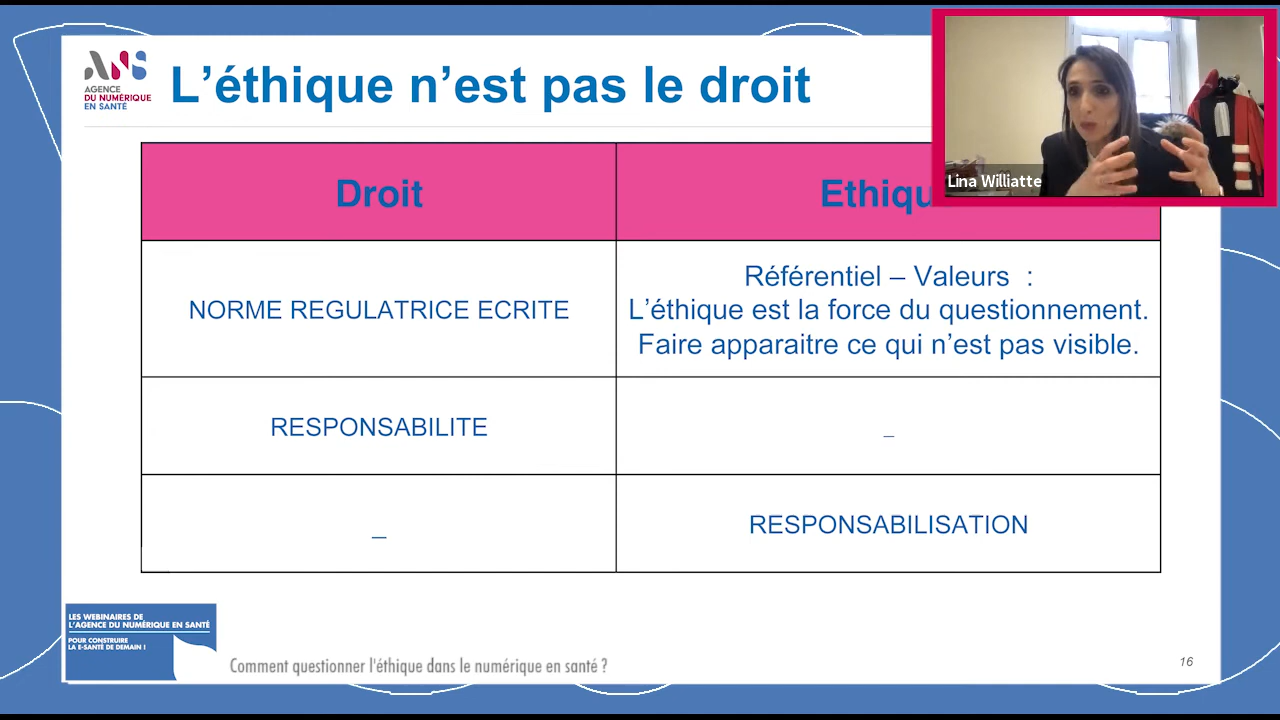 ANS
AGENCE
DU NUMÉRIQUE
EN SANTÉ
L’éthique n’est pas le droit
Lina Williatte
Droit
Ethiqu
NORME REGULATRICE ECRITE
Référentiel – Valeurs :
L’éthique est la force du questionnement.
Faire apparaitre ce qui n’est pas visible.
RESPONSABILITE
_
_
RESPONSABILISATION
LES WEBINAIRES DE
L’AGENCE DU NUMÉRIQUE EN SANTÉ
POUR CONSTRUIRE
LA E-SANTÉ DE DEMAIN !
Comment questionner l'éthique dans le numérique en santé ?
16